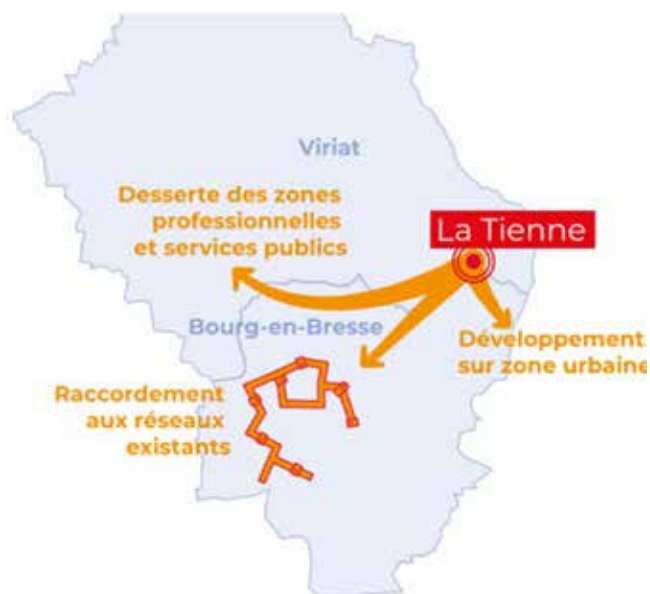 Viriat
Desserte des zones
professionnelles
et services publics
La Tienne
Bourg-en-Bresse
Développement
sur zone urbaine
Raccordement
aux réseaux
existants